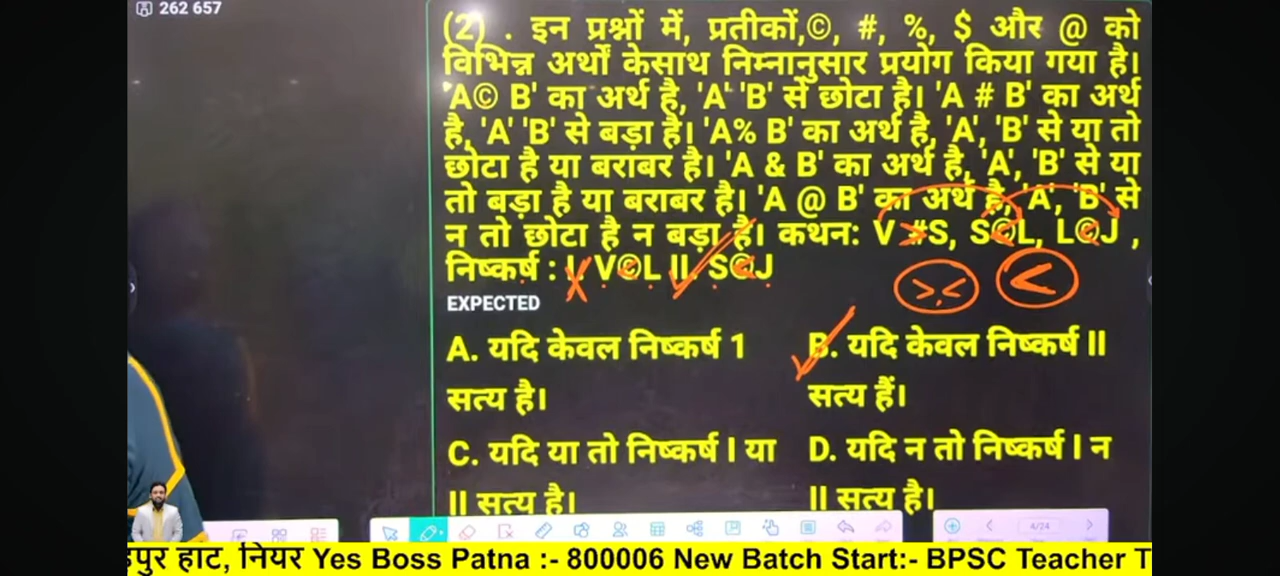 262 657
(2) . इन प्रश्नों में, प्रतीकों,©, #, %, $ और @ को
विभिन्न अर्थों केसाथ निम्नानुसार प्रयोग किया गया है।
'A© B' का अर्थ है, 'A' 'B' से छोटा है। 'A # B' का अर्थ
है, 'A' 'B' से बड़ा है। 'A% B' का अर्थ है, 'A', 'B' से या तो
छोटा है या बराबर है। 'A & B' का अर्थ है, 'A', 'B' से या
तो बड़ा है या बराबर है। 'A @ B' का अर्थ है, 'A', 'B' से
न तो छोटा है न बड़ा है। कथन: V #S, S©L, L©J ,
निष्कर्ष : I. V©L II. S©J
>,< <
EXPECTED
A. यदि केवल निष्कर्ष 1 सत्य है।
B. यदि केवल निष्कर्ष II सत्य हैं।
C. यदि या तो निष्कर्ष I या II सत्य है।
D. यदि न तो निष्कर्ष I न II सत्य है।
4/24
हाट, नियर Yes Boss Patna :- 800006 New Batch Start:- BPSC Teacher T